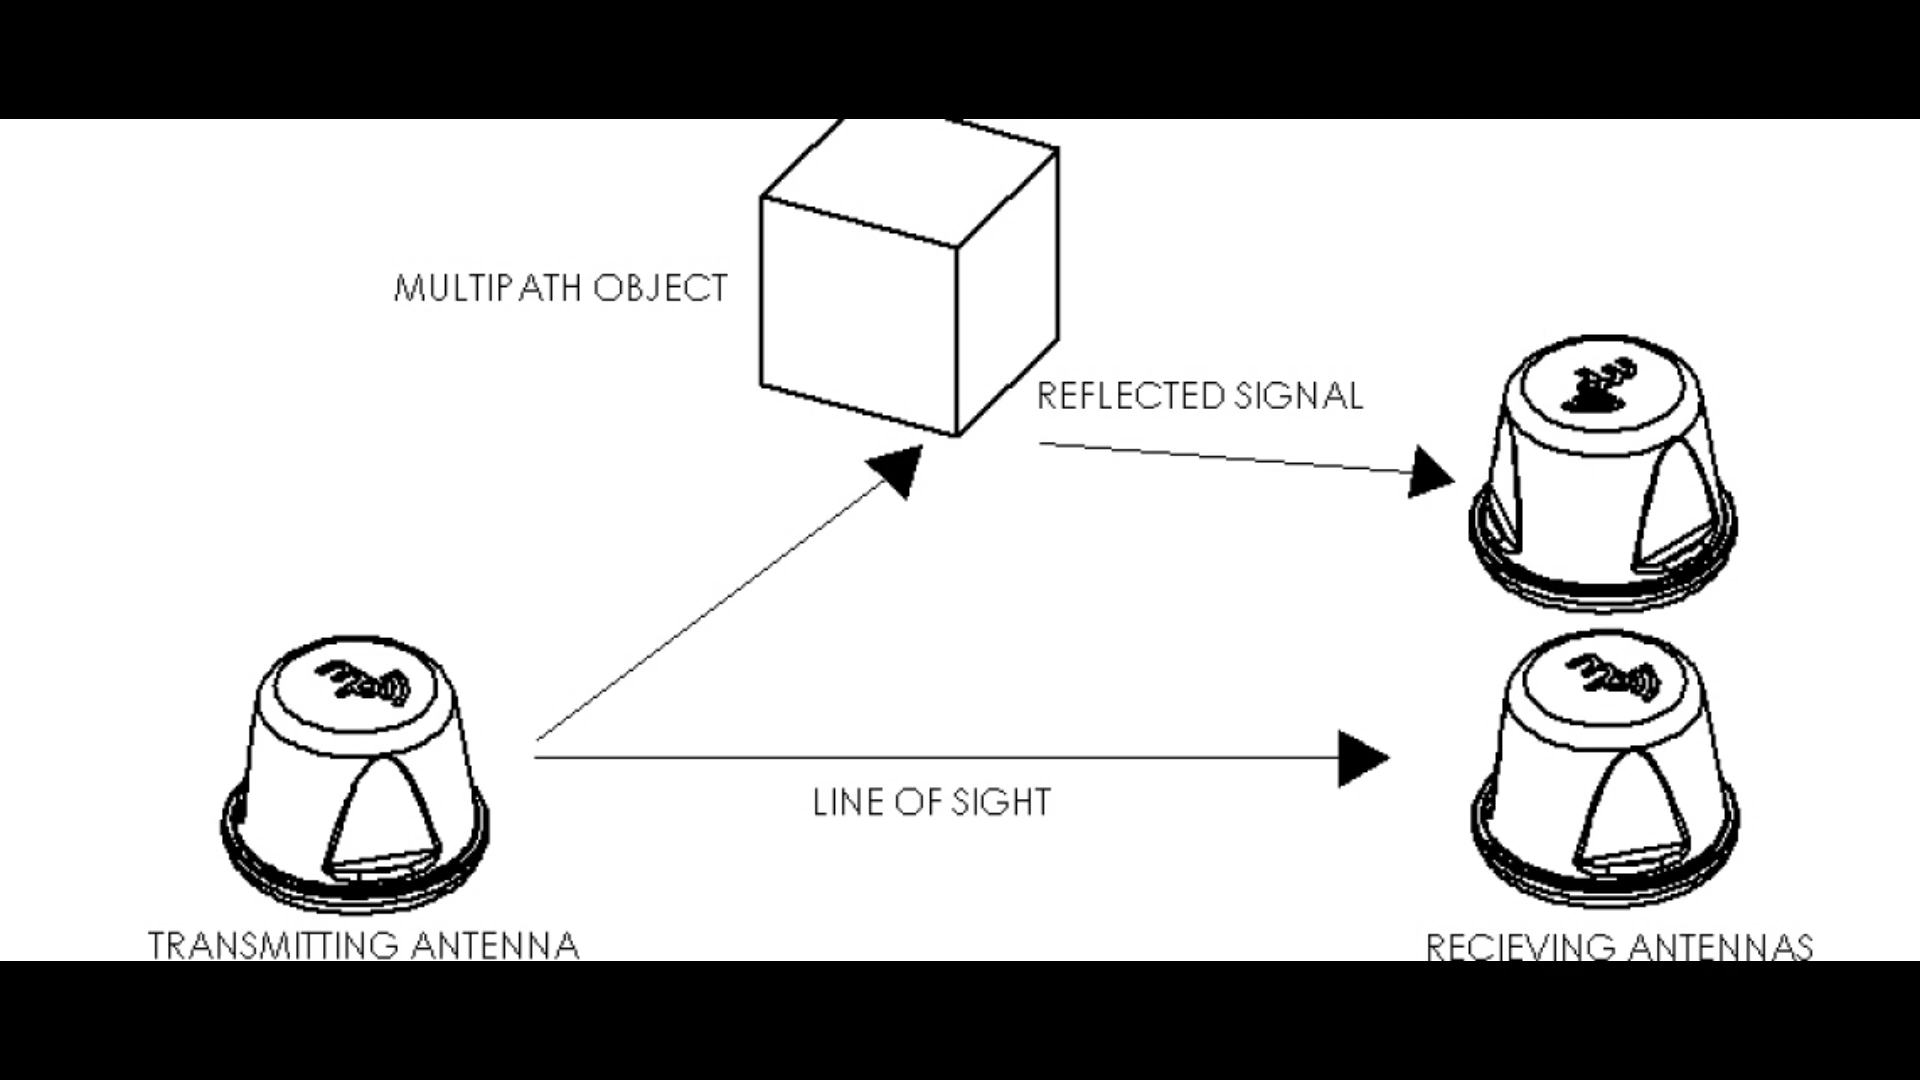 MULTIPATH OBJECT
REFLECTED SIGNAL
LINE OF SIGHT
TRANSMITTING ANTENNA
RECIEVING ANTENNAS